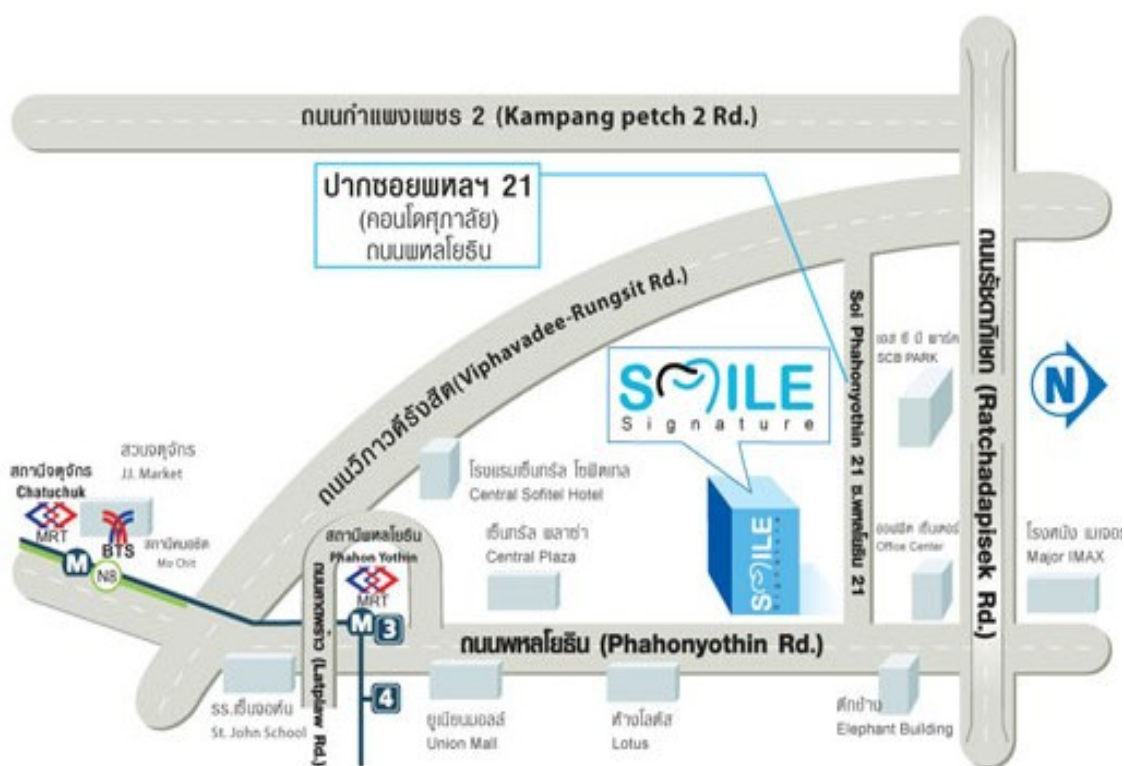 ถนนกำแพงเพชร 2 (Kampang petch 2 Rd.)
ปากซอยพหลฯ 21
(คอนโดศุภาลัย)
ถนนพหลโยธิน
ถนนวิภาวดีรังสิต(Viphavadee-Rungsit Rd.)
Soi Phahonyothin 21 ซ.พหลโยธิน 21
ถนนรัชดาภิเษก (Ratchadapisek Rd.)
เอส ซี บี พาร์ค
SCB PARK
N
SMILE
Signature
SMILE
Signature
สถานีจตุจักร
Chatuchuk
MRT
สวนจตุจักร
JJ. Market
BTS
สถานีหมอชิต
Mo Chit
M
N8
โรงแรมเซ็นทรัล โซฟิเทล
Central Sofitel Hotel
สถานีพหลโยธิน
Phahon Yothin
MRT
M
3
4
เซ็นทรัล พลาซ่า
Central Plaza
ออฟฟิต เซ็นเตอร์
Office Center
โรงหนัง เมเจอร์
Major IMAX
ถนนพหลโยธิน (Phahonyothin Rd.)
ถนนลาดพร้าว (Latplaw Rd.)
รร.เซ็นจอห์น
St. John School
ยูเนียนมอลล์
Union Mall
ห้างโลตัส
Lotus
ตึกช้าง
Elephant Building